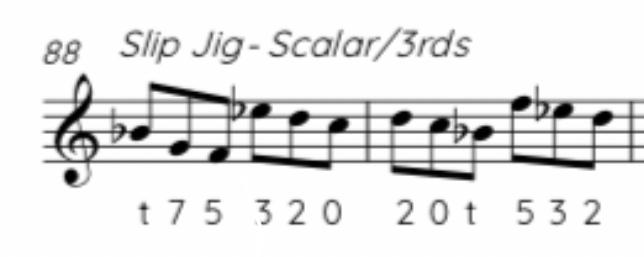 88 Slip Jig - Scalar/3rds
t 7 5 3 2 0 2 0 t 5 3 2